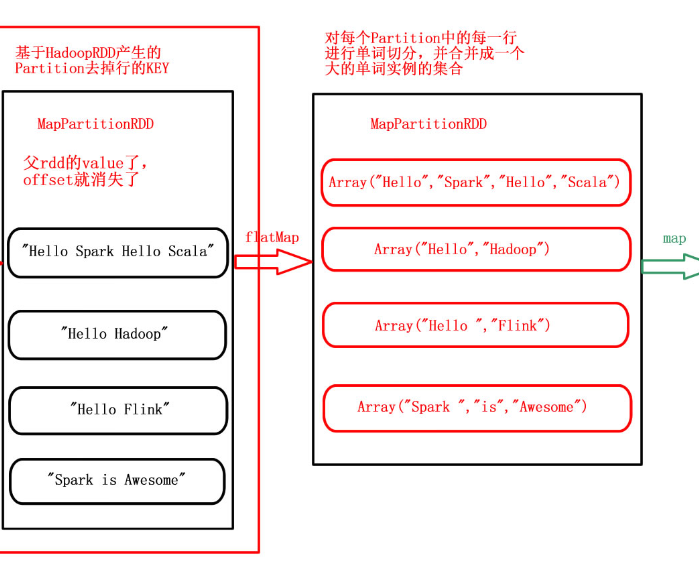 基于HadoopRDD产生的
Partition去掉行的KEY
MapPartitionRDD
父rdd的value了，
offset就消失了
"Hello Spark Hello Scala"
"Hello Hadoop"
"Hello Flink"
"Spark is Awesome"
flatMap
对每个Partition中的每一行
进行单词切分，并合并成一个
大的单词实例的集合
MapPartitionRDD
Array("Hello","Spark","Hello","Scala")
Array("Hello","Hadoop")
Array("Hello ","Flink")
Array("Spark ","is","Awesome")
map